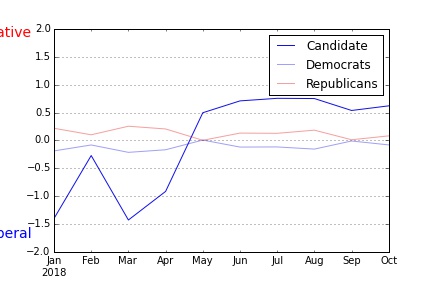 ative
2.0
1.5
1.0
0.5
0.0
−0.5
−1.0
−1.5
−2.0
beral
Candidate
Democrats
Republicans
Jan Feb Mar Apr May Jun Jul Aug Sep Oct
2018